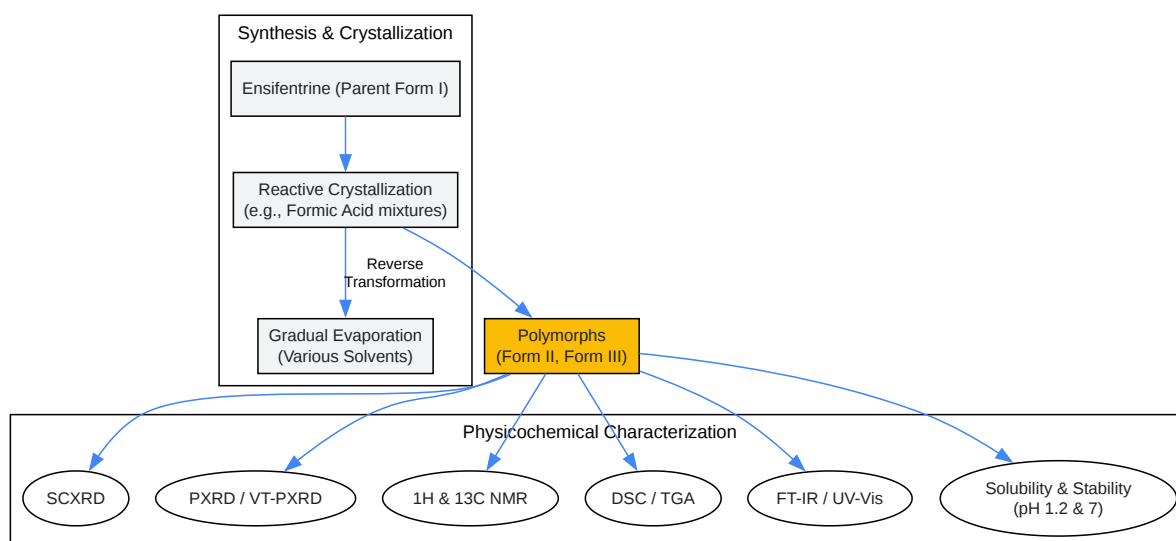 Synthesis & Crystallization
Ensifentrine (Parent Form I)
Reactive Crystallization
(e.g., Formic Acid mixtures)
Reverse
Transformation
Gradual Evaporation
(Various Solvents)
Polymorphs
(Form II, Form III)
Physicochemical Characterization
SCXRD
PXRD / VT-PXRD
1H & 13C NMR
DSC / TGA
FT-IR / UV-Vis
Solubility & Stability
(pH 1.2 & 7)